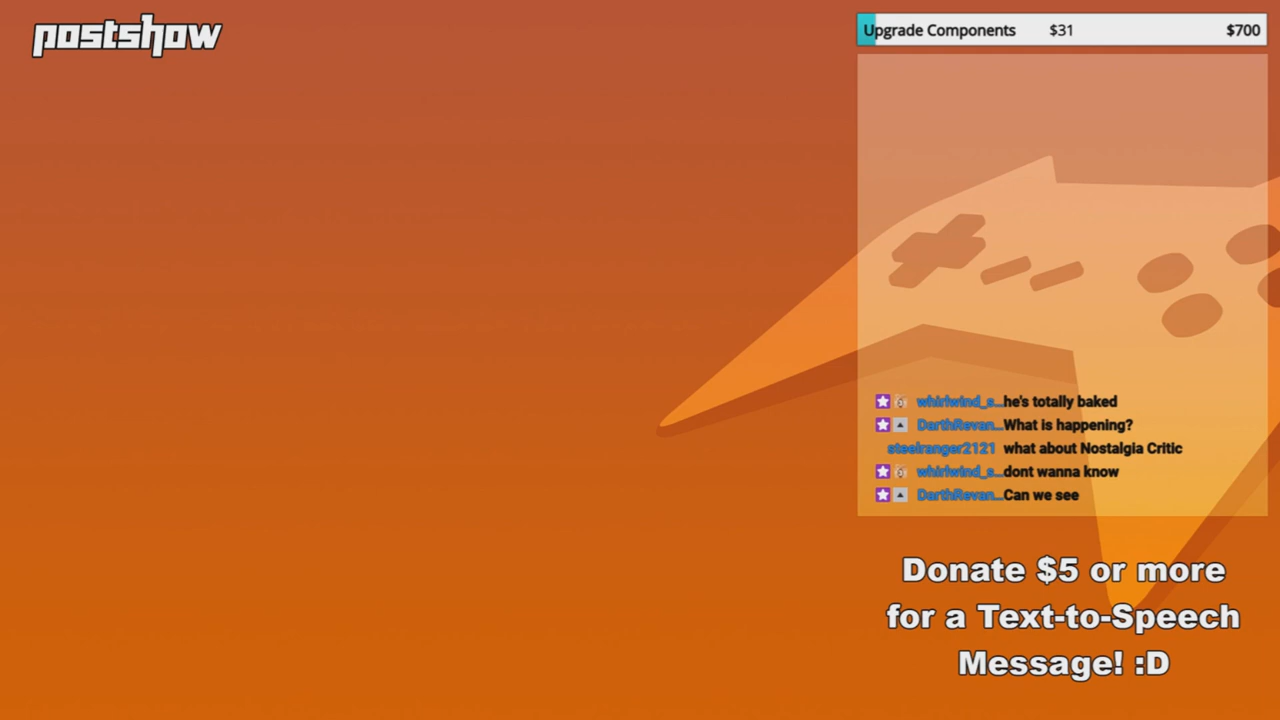 postshow
Upgrade Components $31 $700
whirlwind_s...he's totally baked
DarthRevan...What is happening?
steelranger2121 what about Nostalgia Critic
whirlwind_s...dont wanna know
DarthRevan...Can we see
Donate $5 or more
for a Text-to-Speech
Message! :D